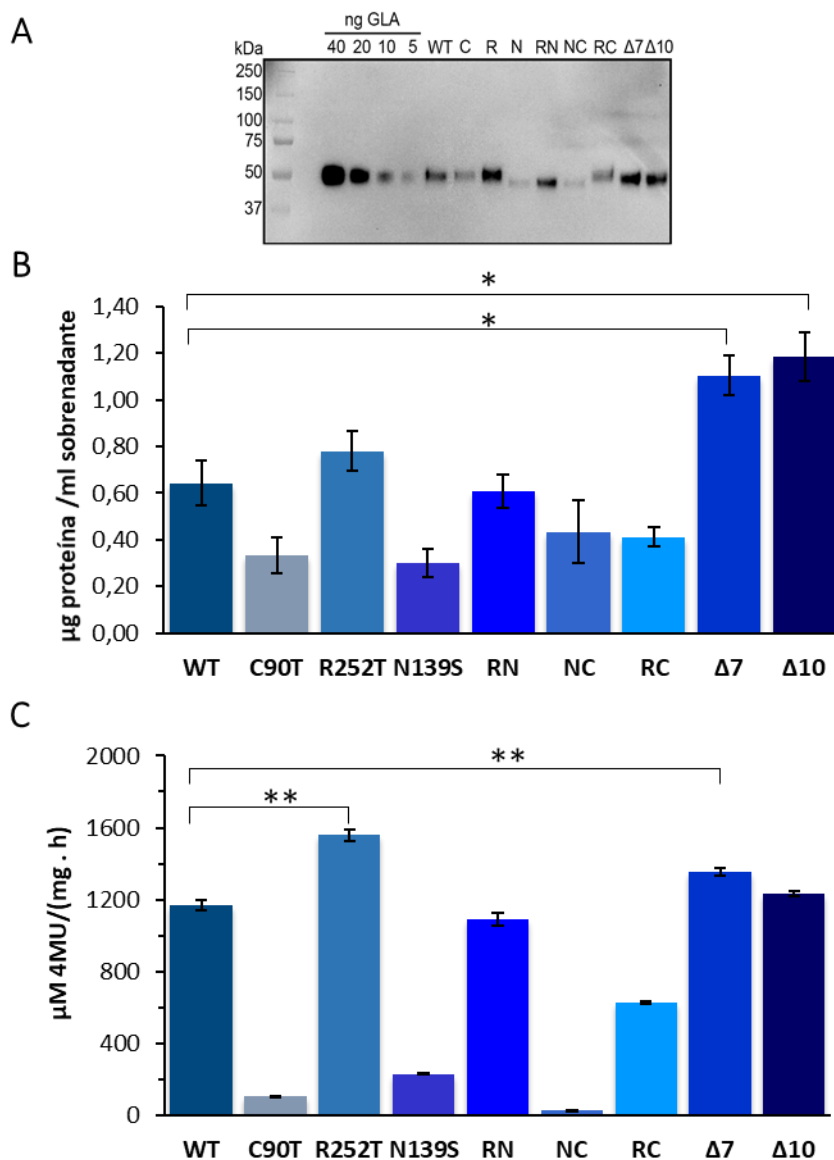 A
ng GLA
kDa 40 20 10 5 WT C R N RN NC RC Δ7 Δ10
250
150
100
75
50
37
B
µg proteína /ml sobrenadante
1,40
1,20
1,00
0,80
0,60
0,40
0,20
0,00
*
*
WT C90T R252T N139S RN NC RC Δ7 Δ10
C
µM 4MU/(mg . h)
2000
1600
1200
800
400
0
**
**
WT C90T R252T N139S RN NC RC Δ7 Δ10